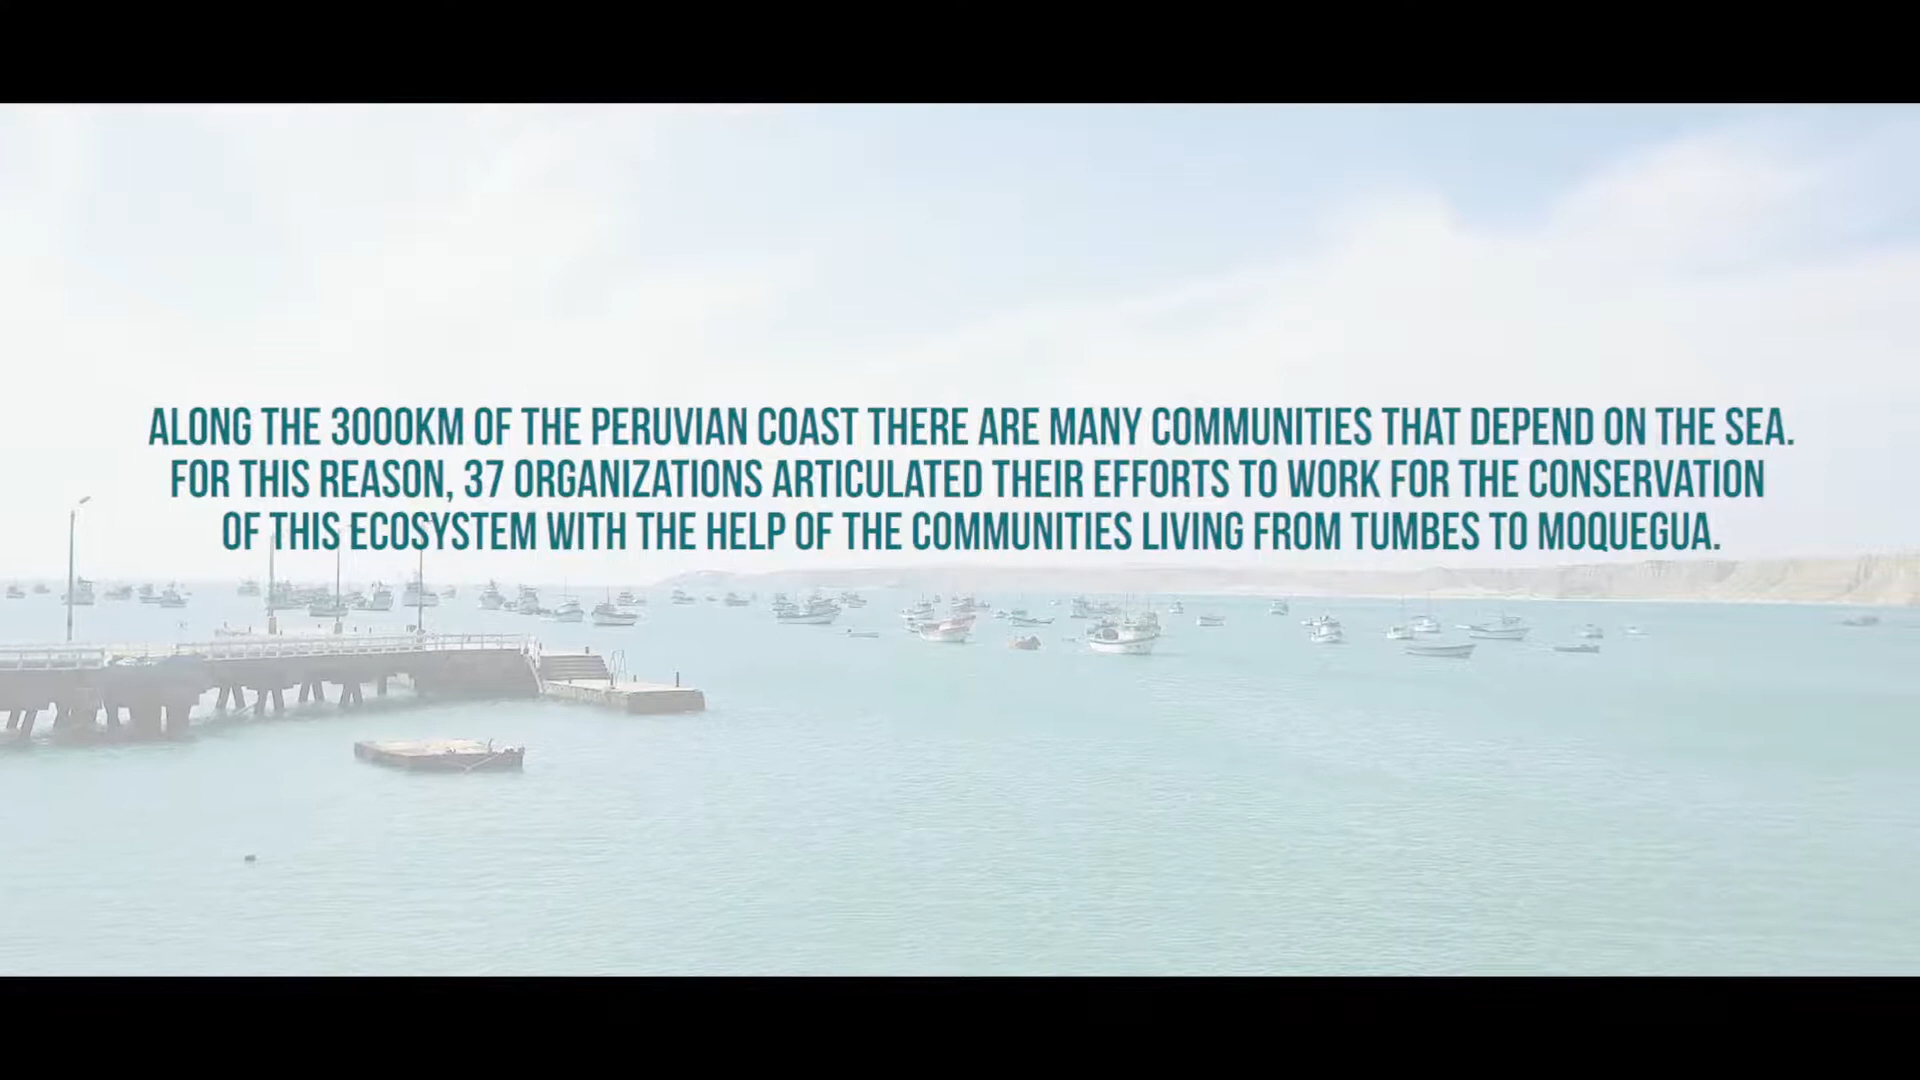 ALONG THE 3000KM OF THE PERUVIAN COAST THERE ARE MANY COMMUNITIES THAT DEPEND ON THE SEA.
FOR THIS REASON, 37 ORGANIZATIONS ARTICULATED THEIR EFFORTS TO WORK FOR THE CONSERVATION
OF THIS ECOSYSTEM WITH THE HELP OF THE COMMUNITIES LIVING FROM TUMBES TO MOQUEGUA.